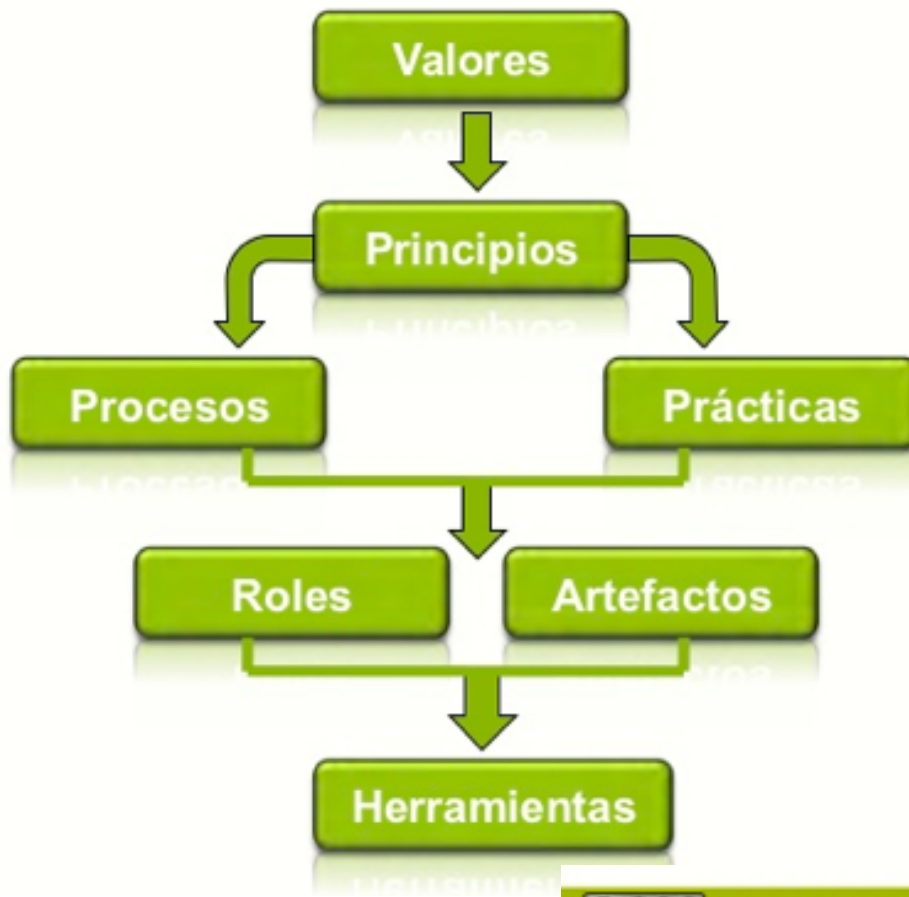 Valores
Principios
Procesos
Prácticas
Roles
Artefactos
Herramientas